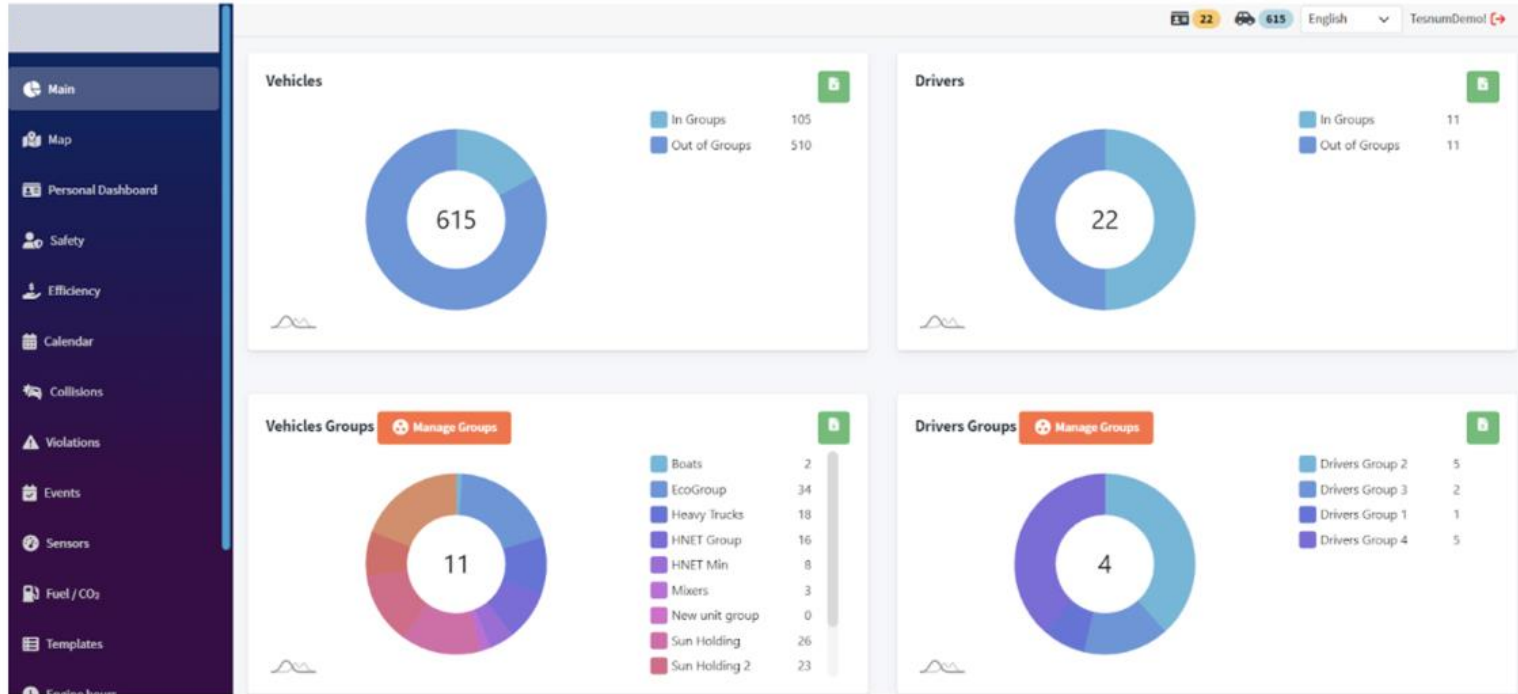 22 615 English TesnumDemo!
Main
Map
Personal Dashboard
Safety
Efficiency
Calendar
Collisions
Violations
Events
Sensors
Fuel / CO₂
Templates
Engine hours
Vehicles
In Groups 105
Out of Groups 510
615
Drivers
In Groups 11
Out of Groups 11
22
Vehicles Groups Manage Groups
Boats 2
EcoGroup 34
Heavy Trucks 18
HNET Group 16
HNET Min 8
Mixers 3
New unit group 0
Sun Holding 26
Sun Holding 2 23
11
Drivers Groups Manage Groups
Drivers Group 2 5
Drivers Group 3 2
Drivers Group 1 1
Drivers Group 4 5
4